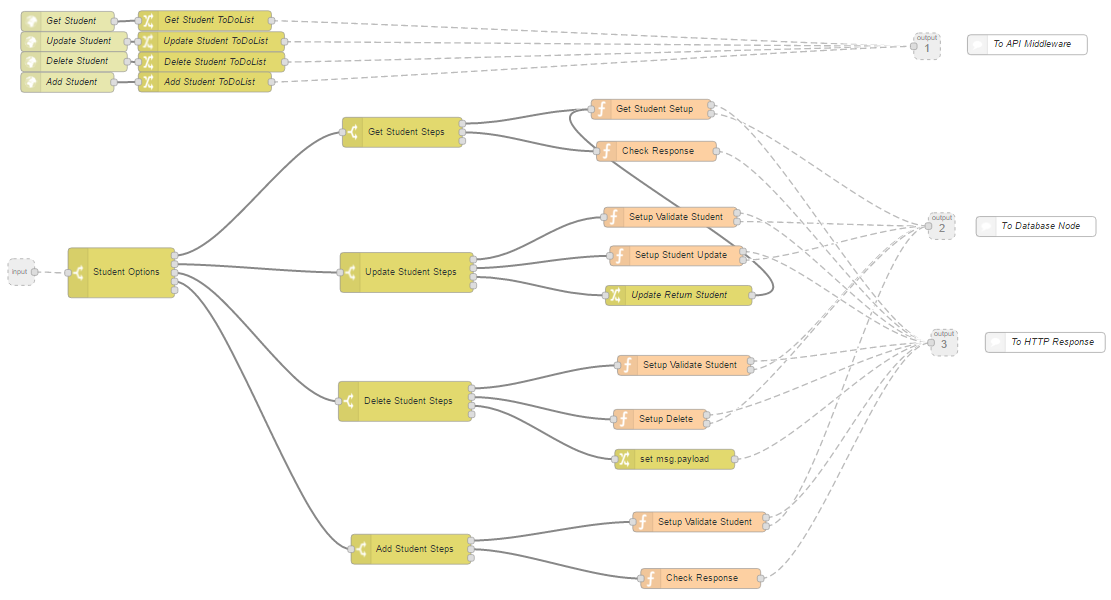 Get Student
Get Student ToDoList
Update Student
Update Student ToDoList
Delete Student
Delete Student ToDoList
Add Student
Add Student ToDoList
output
1
To API Middleware
Get Student Setup
Get Student Steps
Check Response
Setup Validate Student
output
2
To Database Node
Setup Student Update
input
Student Options
Update Student Steps
Update Return Student
output
3
To HTTP Response
Setup Validate Student
Delete Student Steps
Setup Delete
set msg.payload
Setup Validate Student
Add Student Steps
Check Response